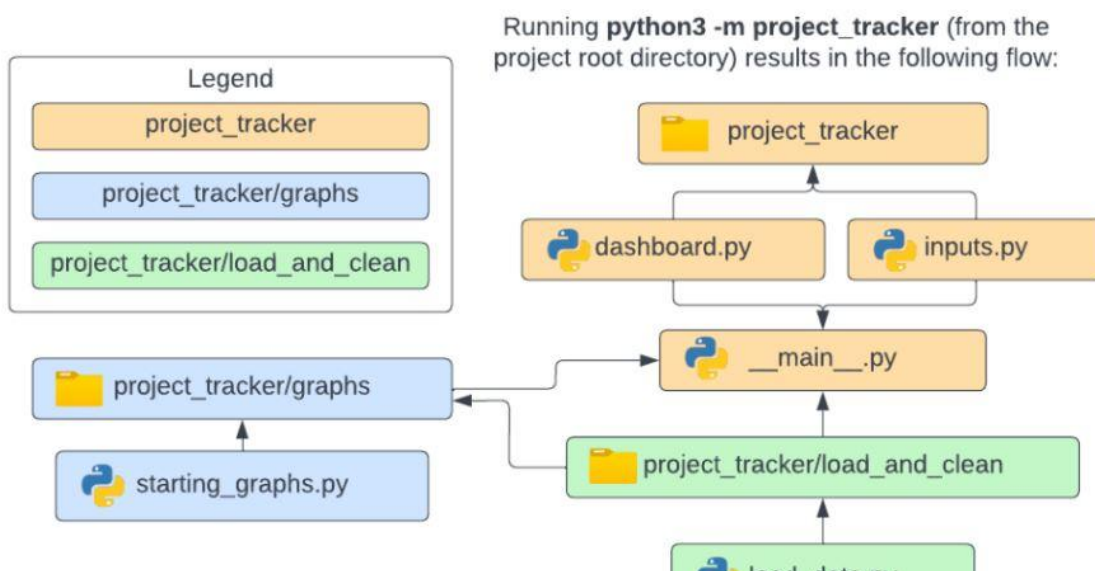 Running python3 -m project_tracker (from the
project root directory) results in the following flow:
Legend
project_tracker
project_tracker/graphs
project_tracker/load_and_clean
project_tracker
dashboard.py
inputs.py
__main__.py
project_tracker/graphs
project_tracker/load_and_clean
starting_graphs.py